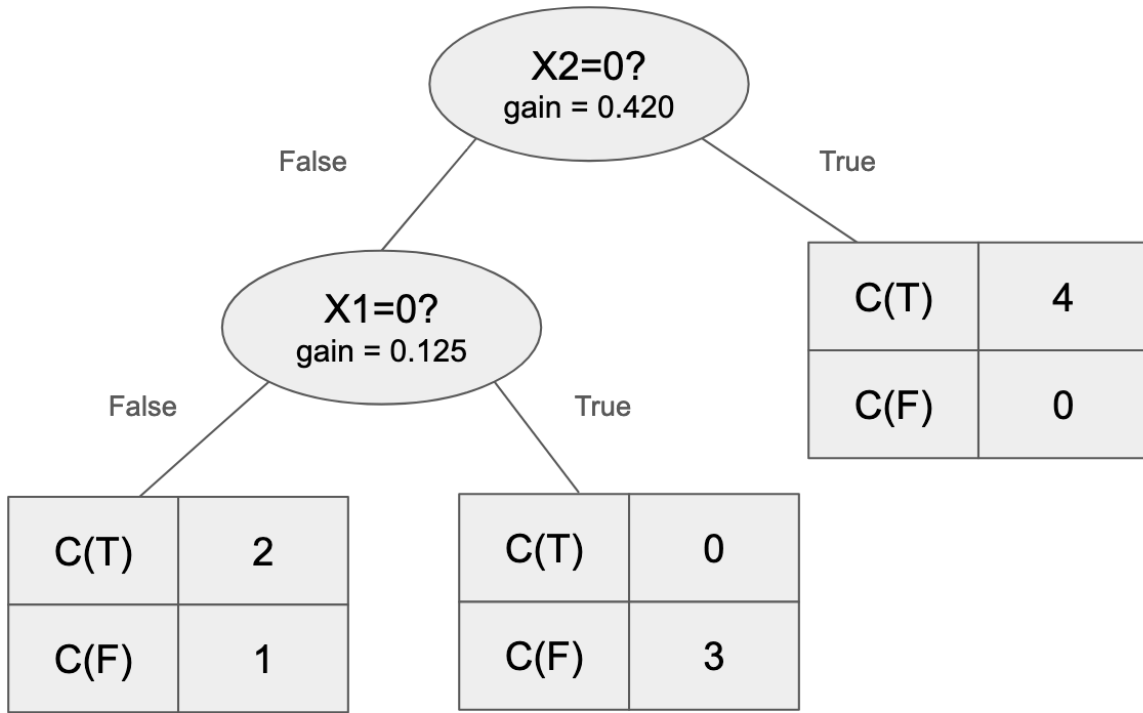 X2=0?
gain = 0.420
False
True
X1=0?
gain = 0.125
C(T) 4
C(F) 0
False
True
C(T) 2
C(F) 1
C(T) 0
C(F) 3